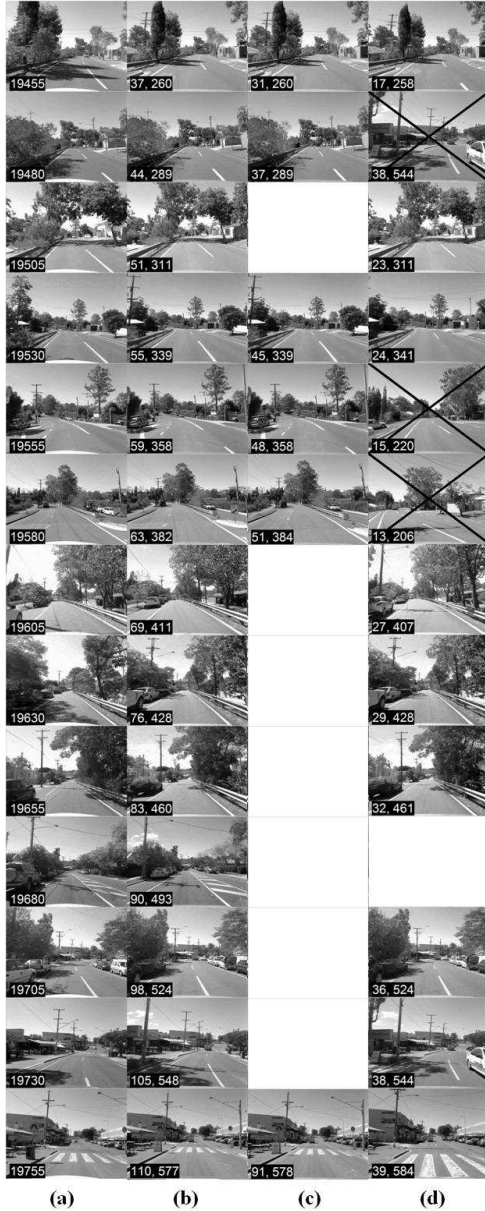 19455 37, 260 31, 260 17, 258
19480 44, 289 37, 289 38, 544
19505 51, 311 23, 311
19530 55, 339 45, 339 24, 341
19555 59, 358 48, 358 15, 220
19580 63, 382 51, 384 13, 206
19605 69, 411 27, 407
19630 76, 428 29, 428
19655 83, 460 32, 461
19680 90, 493
19705 98, 524 36, 524
19730 105, 548 38, 544
19755 110, 577 91, 578 39, 584
(a) (b) (c) (d)